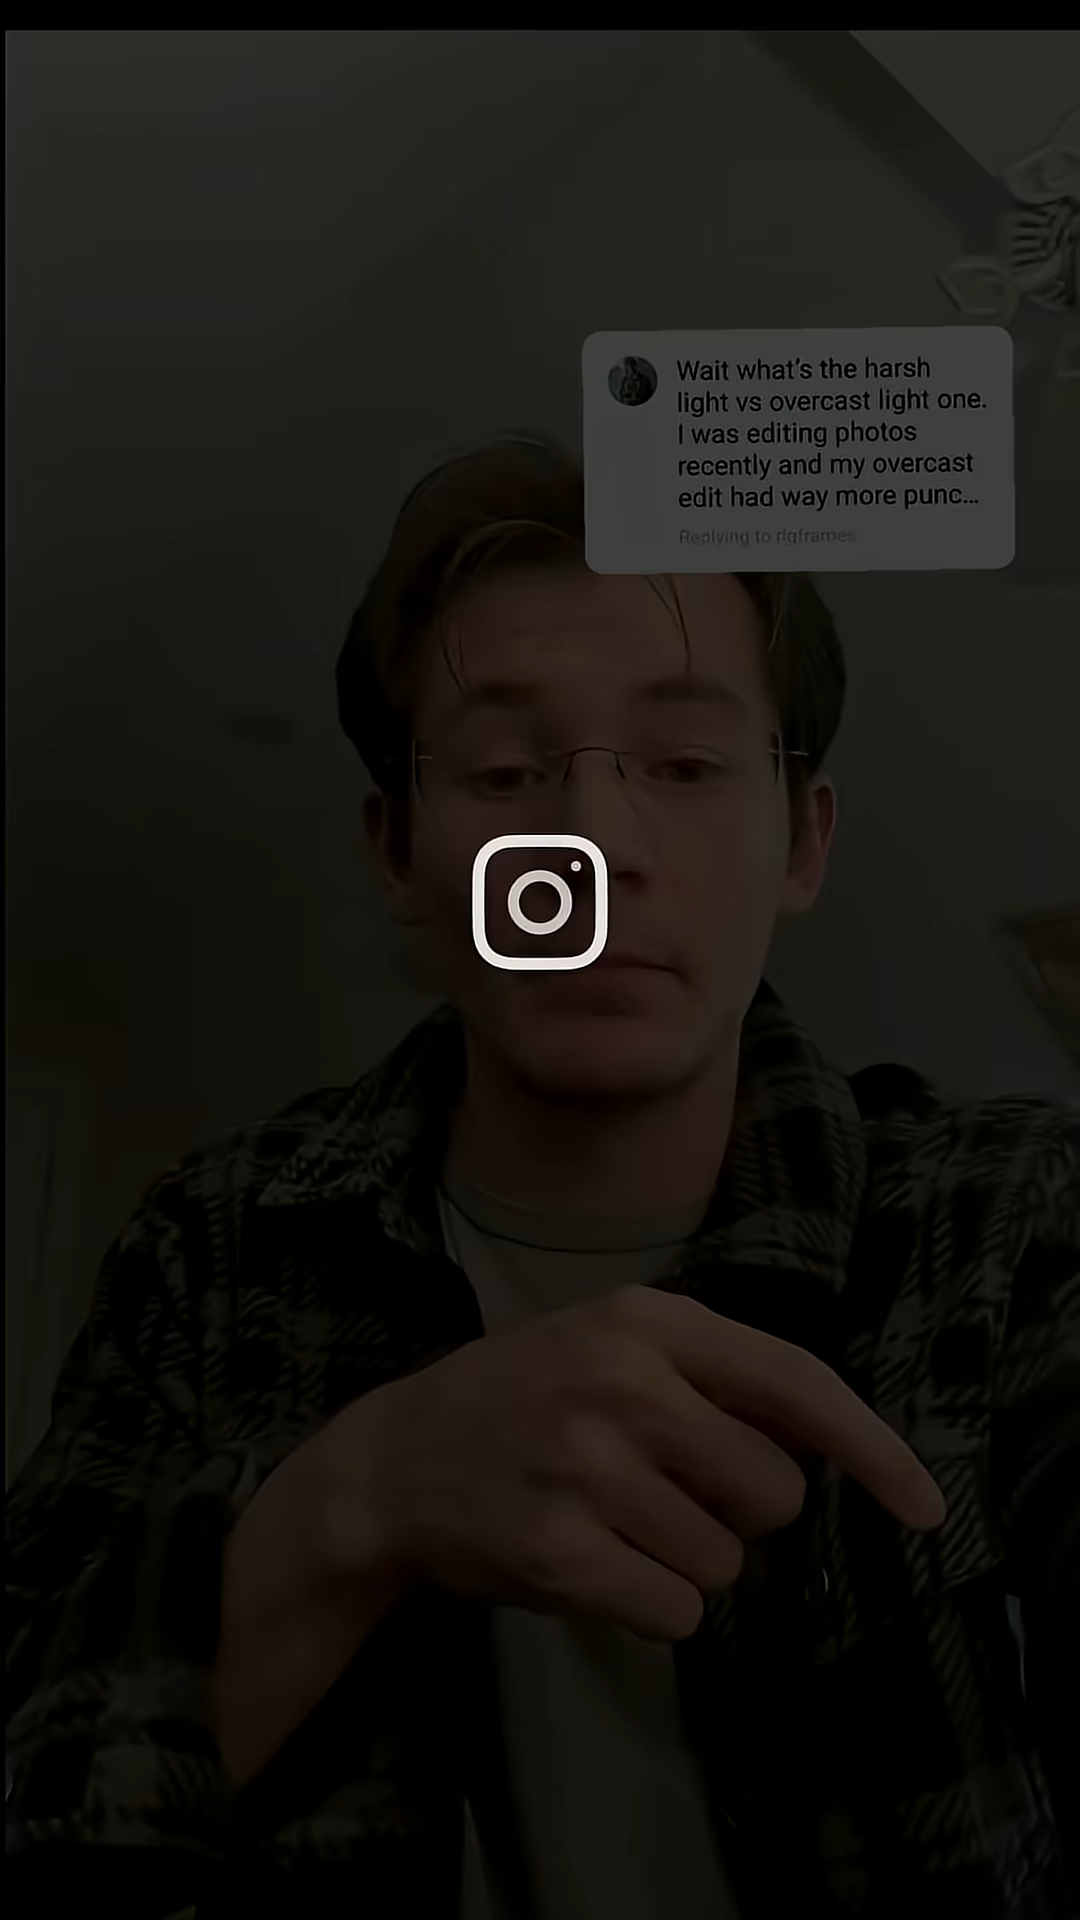 Wait what's the harsh
light vs overcast light one.
I was editing photos
recently and my overcast
edit had way more punc...
Replying to rlgframes